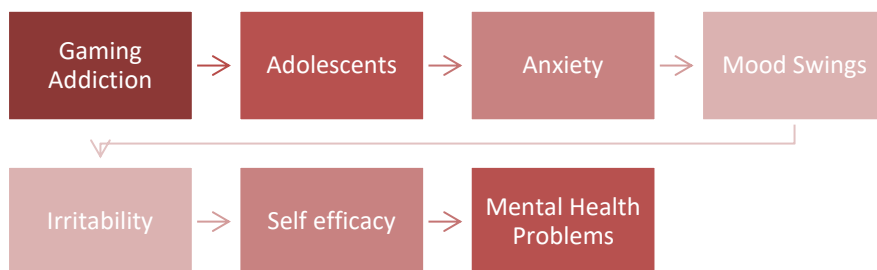 Gaming
Addiction
Adolescents
Anxiety
Mood Swings
Irritability
Self efficacy
Mental Health
Problems